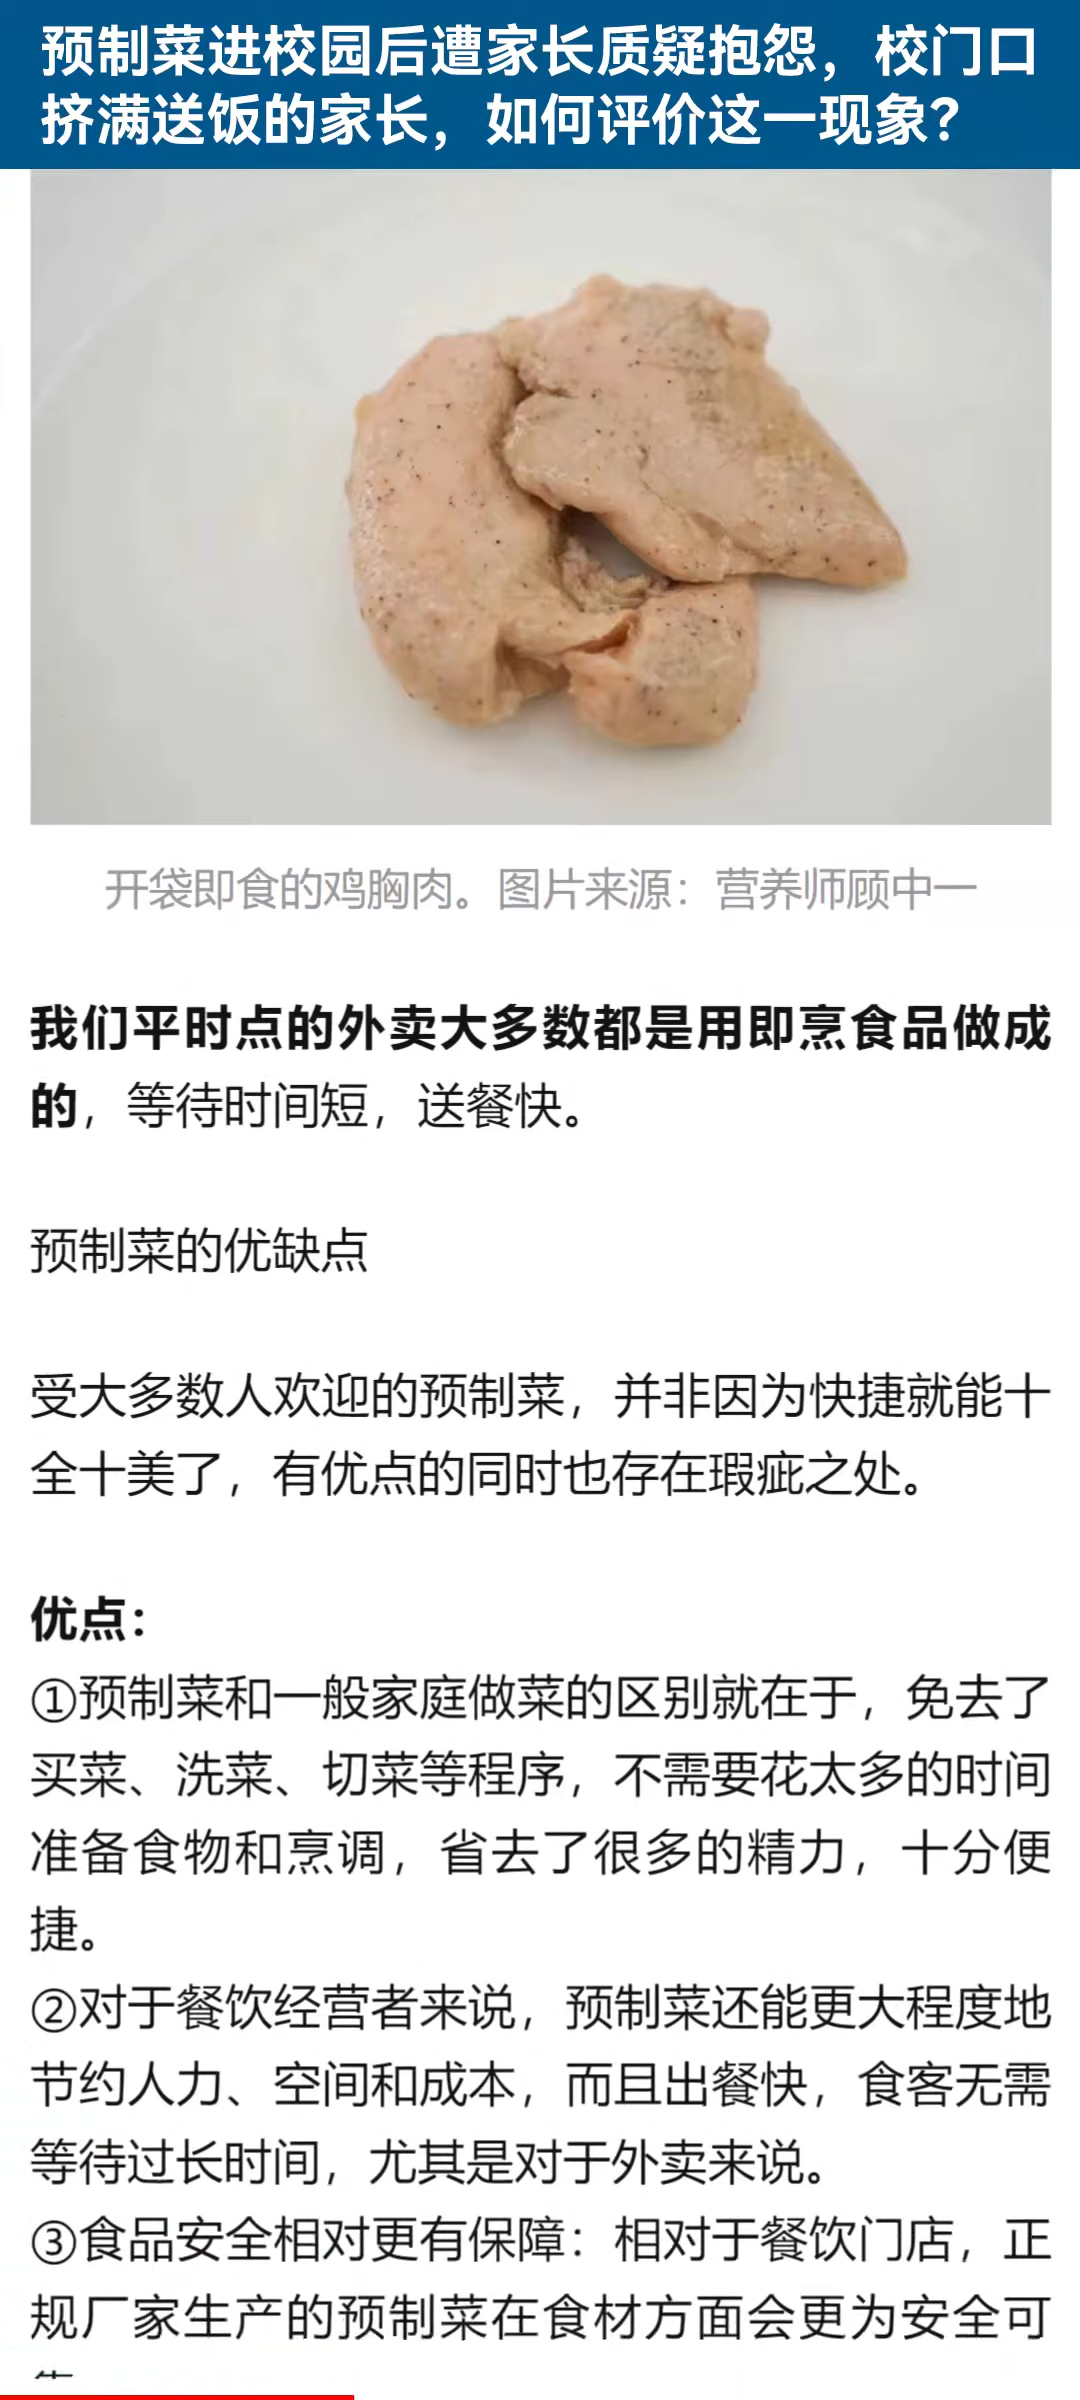 预制菜进校园后遭家长质疑抱怨，校门口
挤满送饭的家长，如何评价这一现象？
开袋即食的鸡胸肉。图片来源：营养师顾中一
我们平时点的外卖大多数都是用即烹食品做成
的，等待时间短，送餐快。
预制菜的优缺点
受大多数人欢迎的预制菜，并非因为快捷就能十
全十美了，有优点的同时也存在瑕疵之处。
优点：
①预制菜和一般家庭做菜的区别就在于，免去了
买菜、洗菜、切菜等程序，不需要花太多的时间
准备食物和烹调，省去了很多的精力，十分便
捷。
②对于餐饮经营者来说，预制菜还能更大程度地
节约人力、空间和成本，而且出餐快，食客无需
等待过长时间，尤其是对于外卖来说。
③食品安全相对更有保障：相对于餐饮门店，正
规厂家生产的预制菜在食材方面会更为安全可